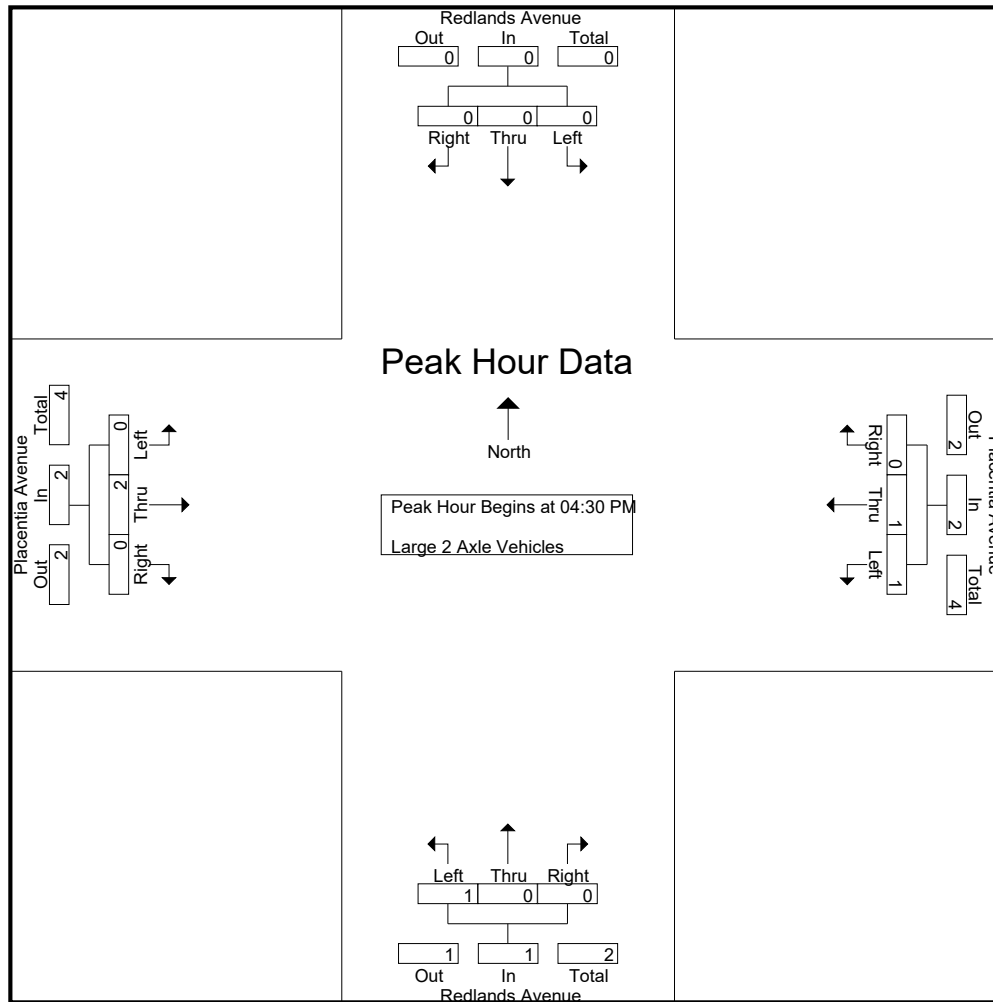 Redlands Avenue
Out In Total
0 0 0
0 0 0
Right Thru Left
Peak Hour Data
North
Peak Hour Begins at 04:30 PM
Large 2 Axle Vehicles
Placentia Avenue
Total In Out
4 2 2
0 2 0
Left Thru Right
Right Thru Left
0 1 1
Out In Total
2 2 4
Placentia Avenue
Left Thru Right
1 0 0
1 1 2
Out In Total
Redlands Avenue